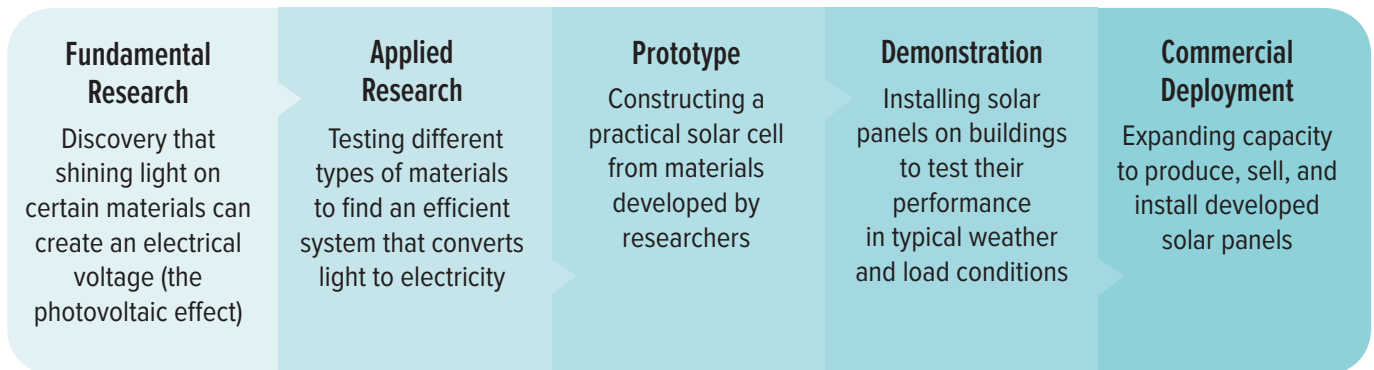 Fundamental
Research
Discovery that
shining light on
certain materials can
create an electrical
voltage (the
photovoltaic effect)
Applied
Research
Testing different
types of materials
to find an efficient
system that converts
light to electricity
Prototype
Constructing a
practical solar cell
from materials
developed by
researchers
Demonstration
Installing solar
panels on buildings
to test their
performance
in typical weather
and load conditions
Commercial
Deployment
Expanding capacity
to produce, sell, and
install developed
solar panels